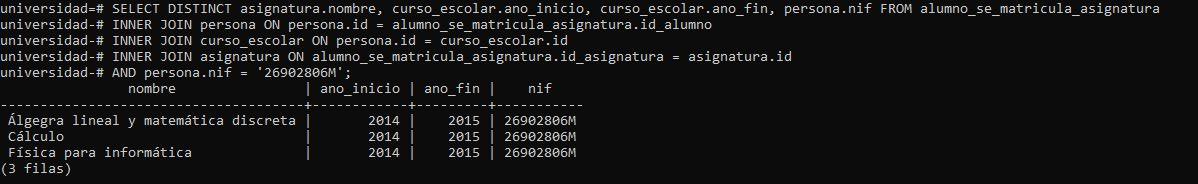 universidad=# SELECT DISTINCT asignatura.nombre, curso_escolar.ano_inicio, curso_escolar.ano_fin, persona.nif FROM alumno_se_matricula_asignatura
universidad-# INNER JOIN persona ON persona.id = alumno_se_matricula_asignatura.id_alumno
universidad-# INNER JOIN curso_escolar ON persona.id = curso_escolar.id
universidad-# INNER JOIN asignatura ON alumno_se_matricula_asignatura.id_asignatura = asignatura.id
universidad-# AND persona.nif = '26902806M';
nombre | ano_inicio | ano_fin | nif
--------------------------------------+------------+---------+-----------
Álgegra lineal y matemática discreta | 2014 | 2015 | 26902806M
Cálculo | 2014 | 2015 | 26902806M
Física para informática | 2014 | 2015 | 26902806M
(3 filas)